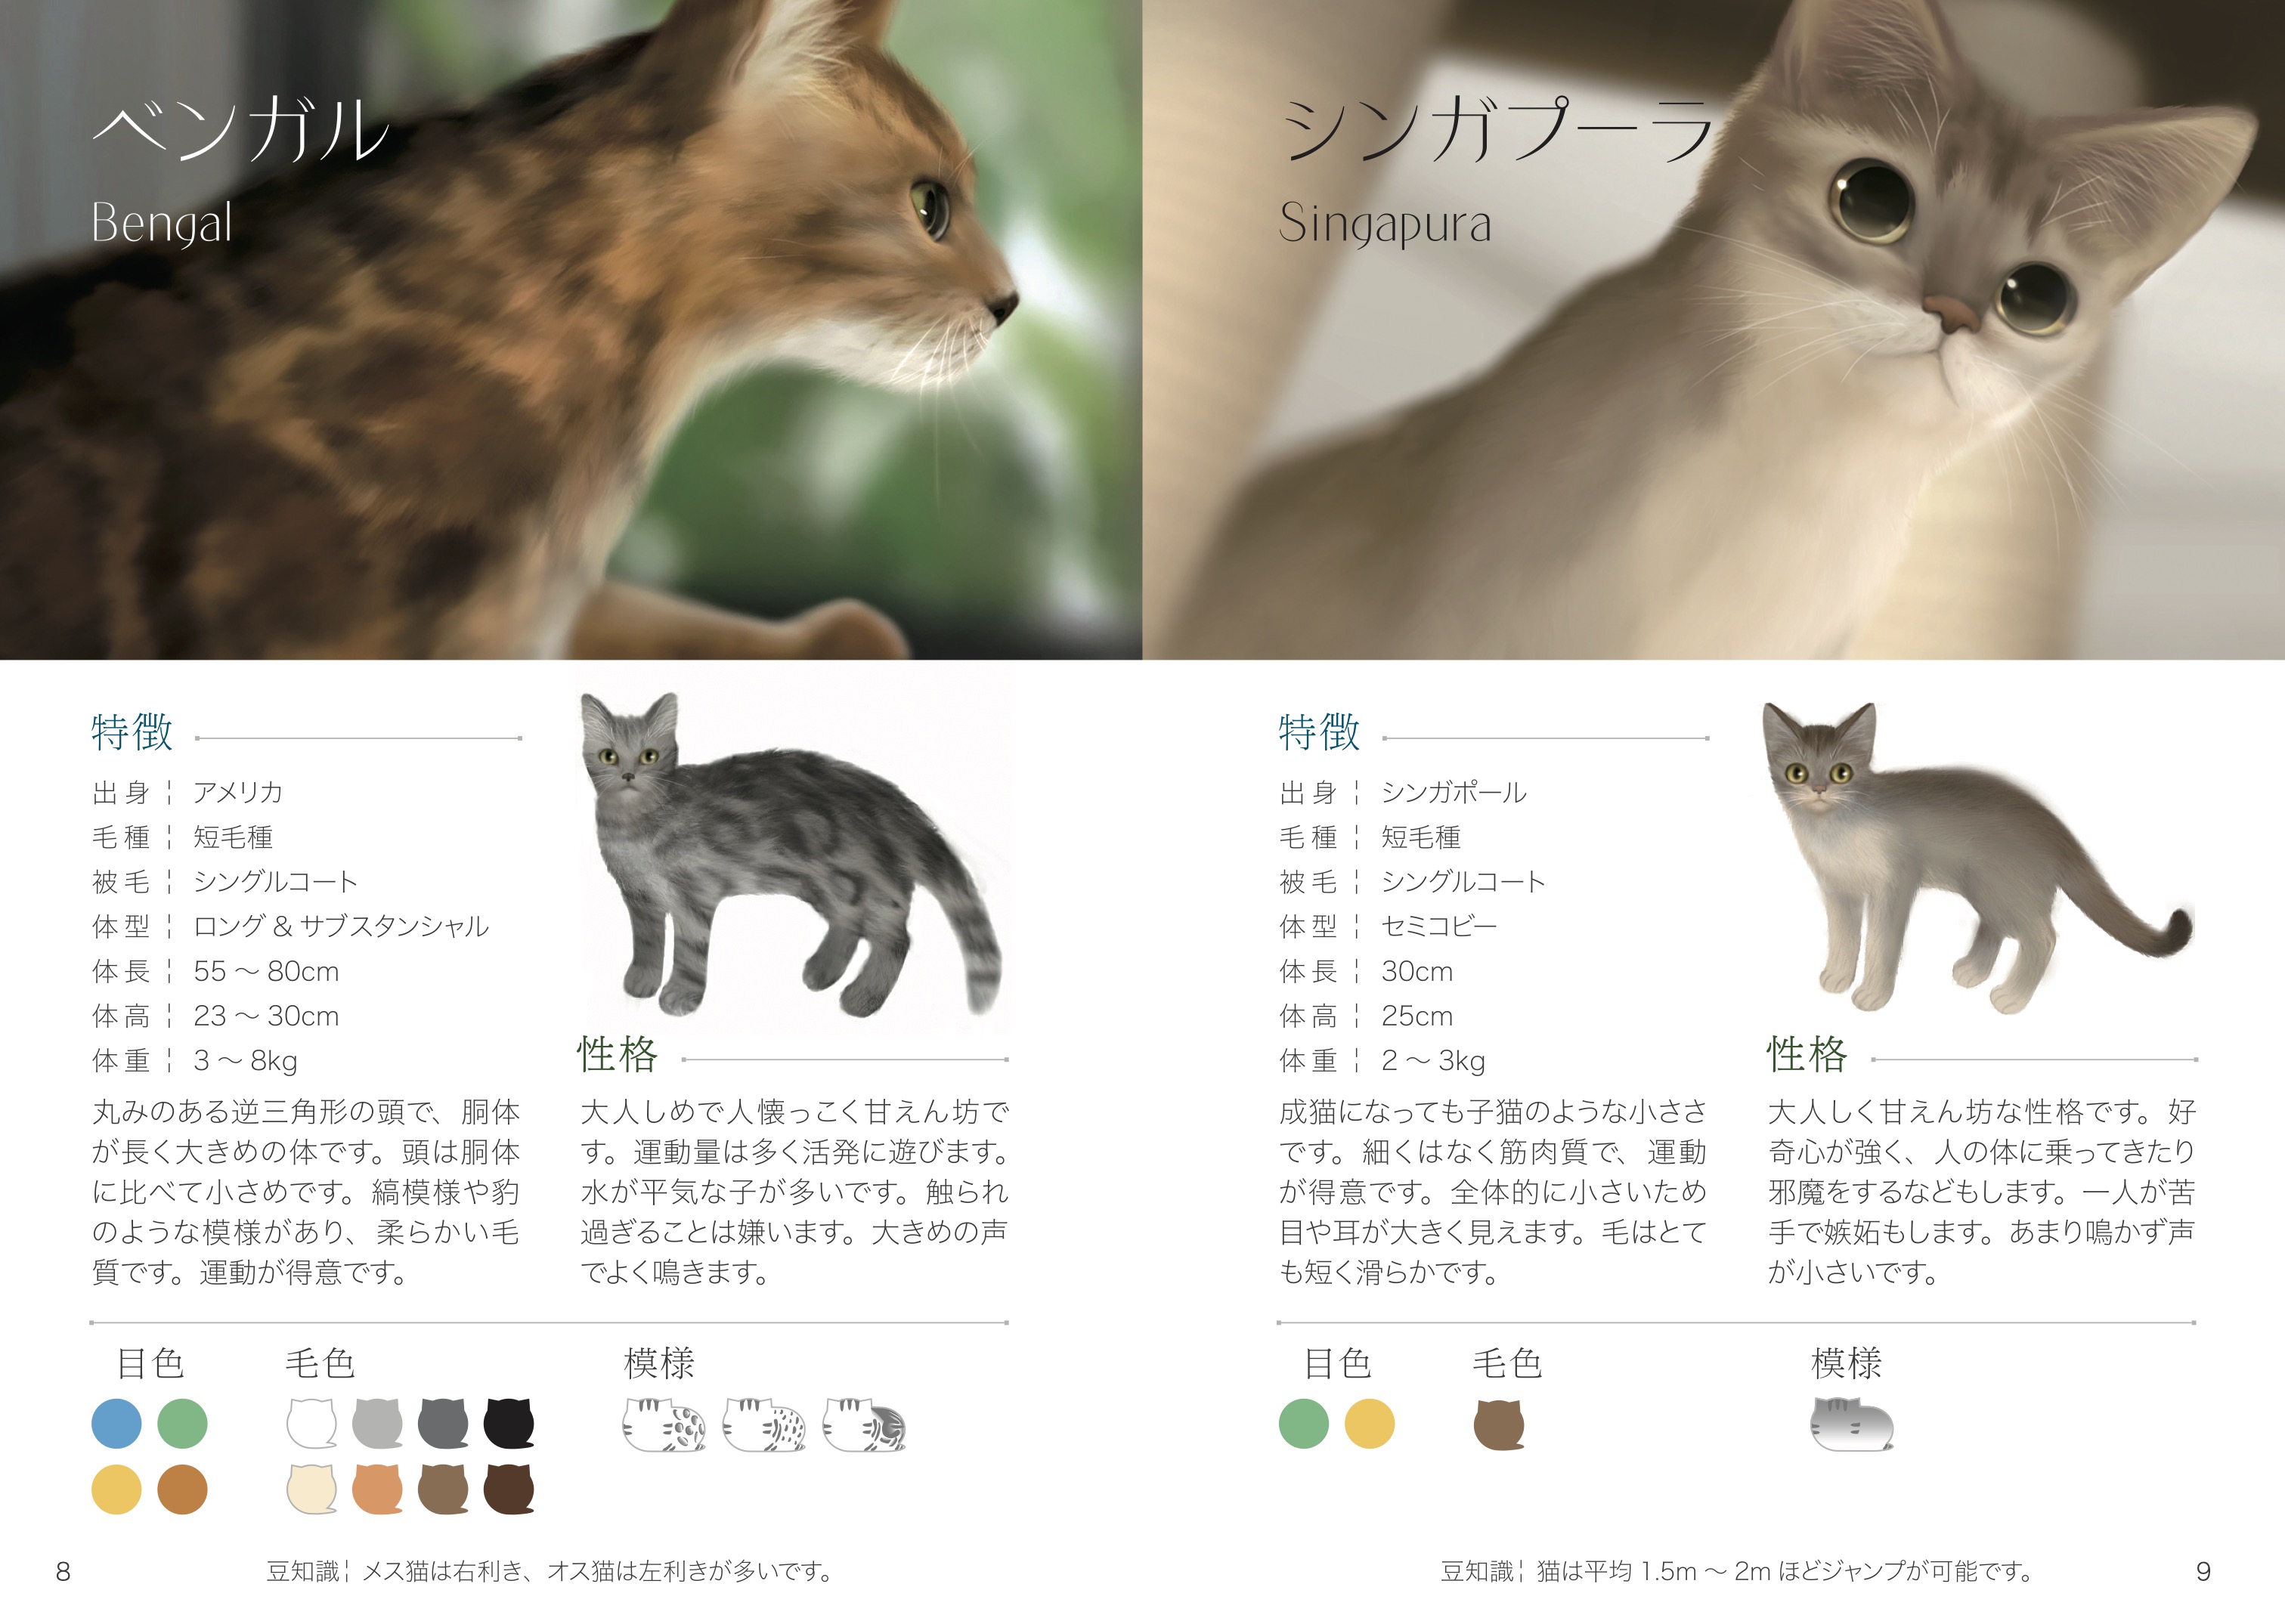 ベンガル
Bengal
特徴
出身¦ アメリカ
毛種¦ 短毛種
被毛¦ シングルコート
体型¦ ロング & サブスタンシャル
体長¦ 55 ～ 80cm
体高¦ 23 ～ 30cm
体重¦ 3 ～ 8kg
丸みのある逆三角形の頭で、胴体
が長く大きめの体です。頭は胴体
に比べて小さめです。縞模様や豹
のような模様があり、柔らかい毛
質です。運動が得意です。
性格
大人しめで人懐っこく甘えん坊で
す。運動量は多く活発に遊びます。
水が平気な子が多いです。触られ
過ぎることは嫌います。大きめの声
でよく鳴きます。
目色 毛色 模様
8 豆知識¦ メス猫は右利き、オス猫は左利きが多いです。
シンガプーラ
Singapura
特徴
出身¦ シンガポール
毛種¦ 短毛種
被毛¦ シングルコート
体型¦ セミコビー
体長¦ 30cm
体高¦ 25cm
体重¦ 2 ～ 3kg
成猫になっても子猫のような小ささ
です。細くはなく筋肉質で、運動
が得意です。全体的に小さいため
目や耳が大きく見えます。毛はとて
も短く滑らかです。
性格
大人しく甘えん坊な性格です。好
奇心が強く、人の体に乗ってきたり
邪魔をするなどもします。一人が苦
手で嫉妬もします。あまり鳴かず声
が小さいです。
目色 毛色 模様
豆知識¦ 猫は平均 1.5m ～ 2m ほどジャンプが可能です。 9